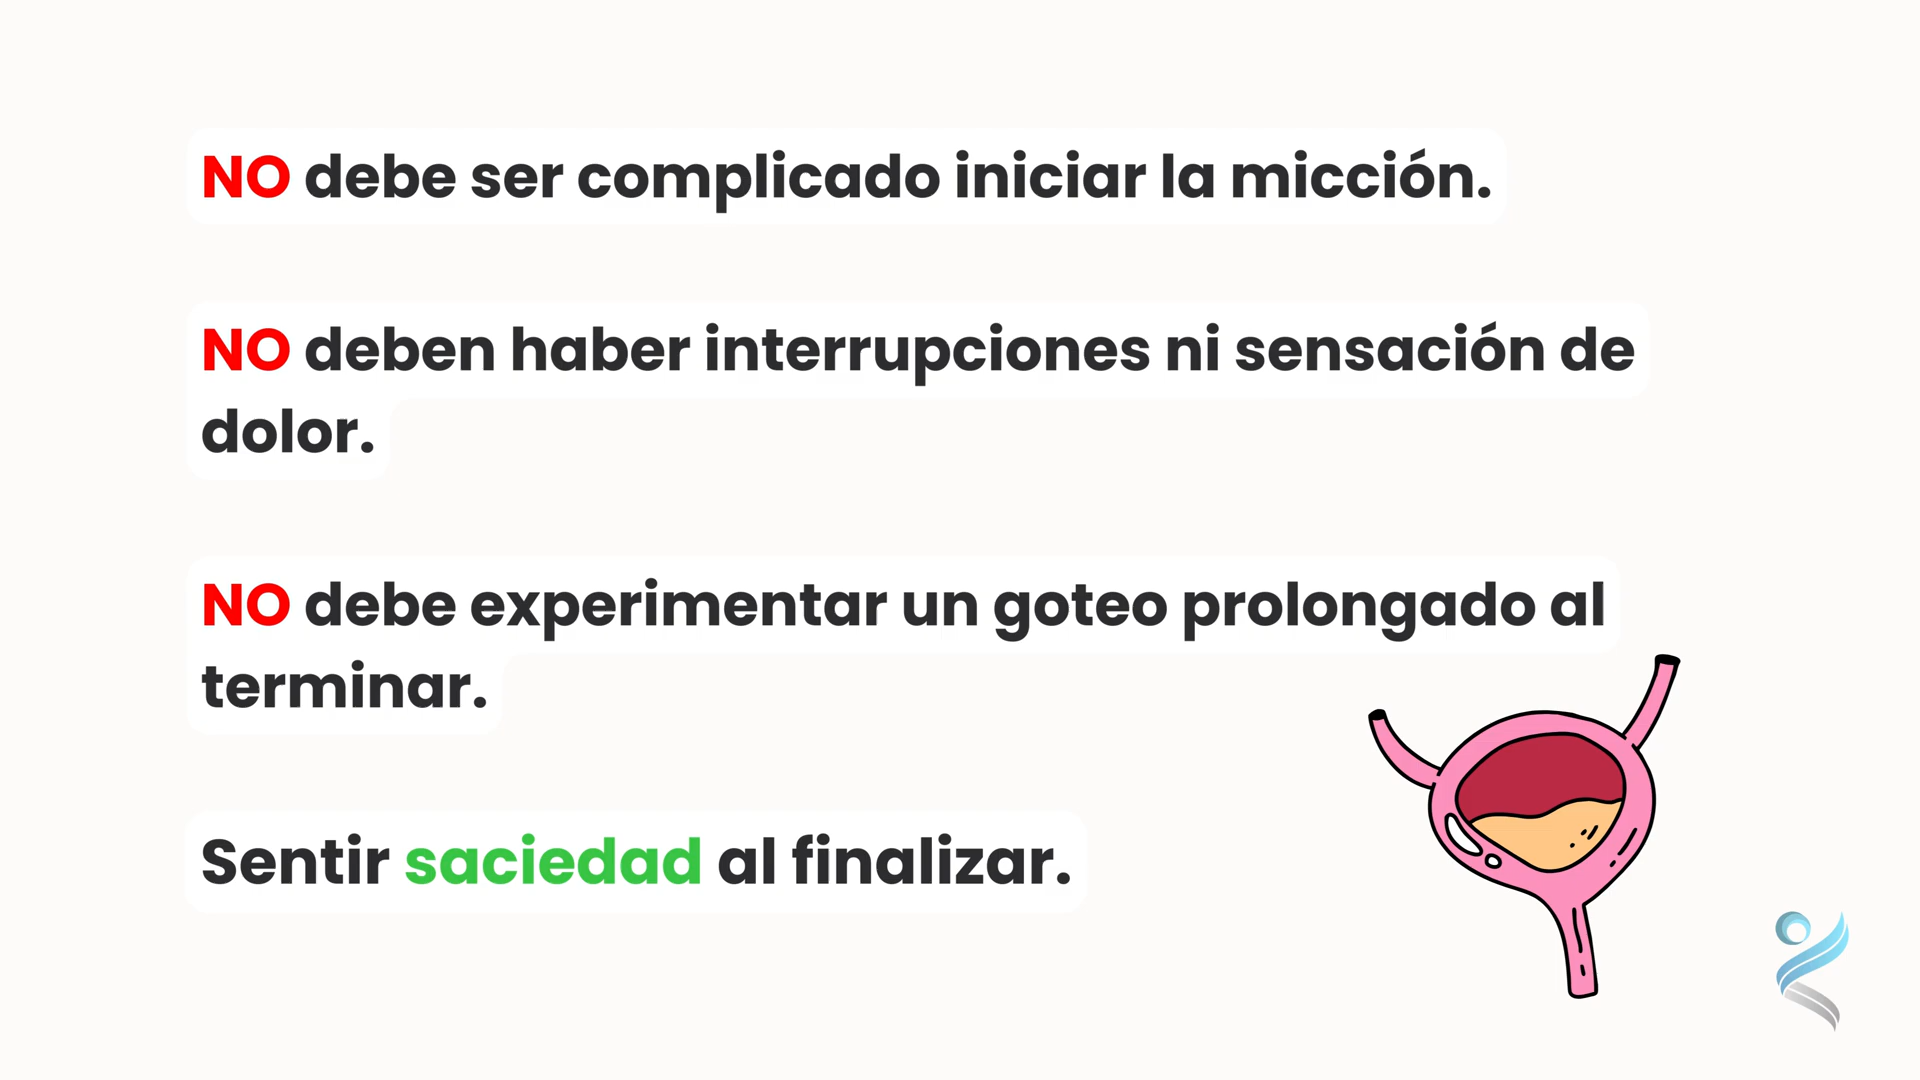 NO debe ser complicado iniciar la micción.
NO deben haber interrupciones ni sensación de
dolor.
NO debe experimentar un goteo prolongado al
terminar.
Sentir saciedad al finalizar.